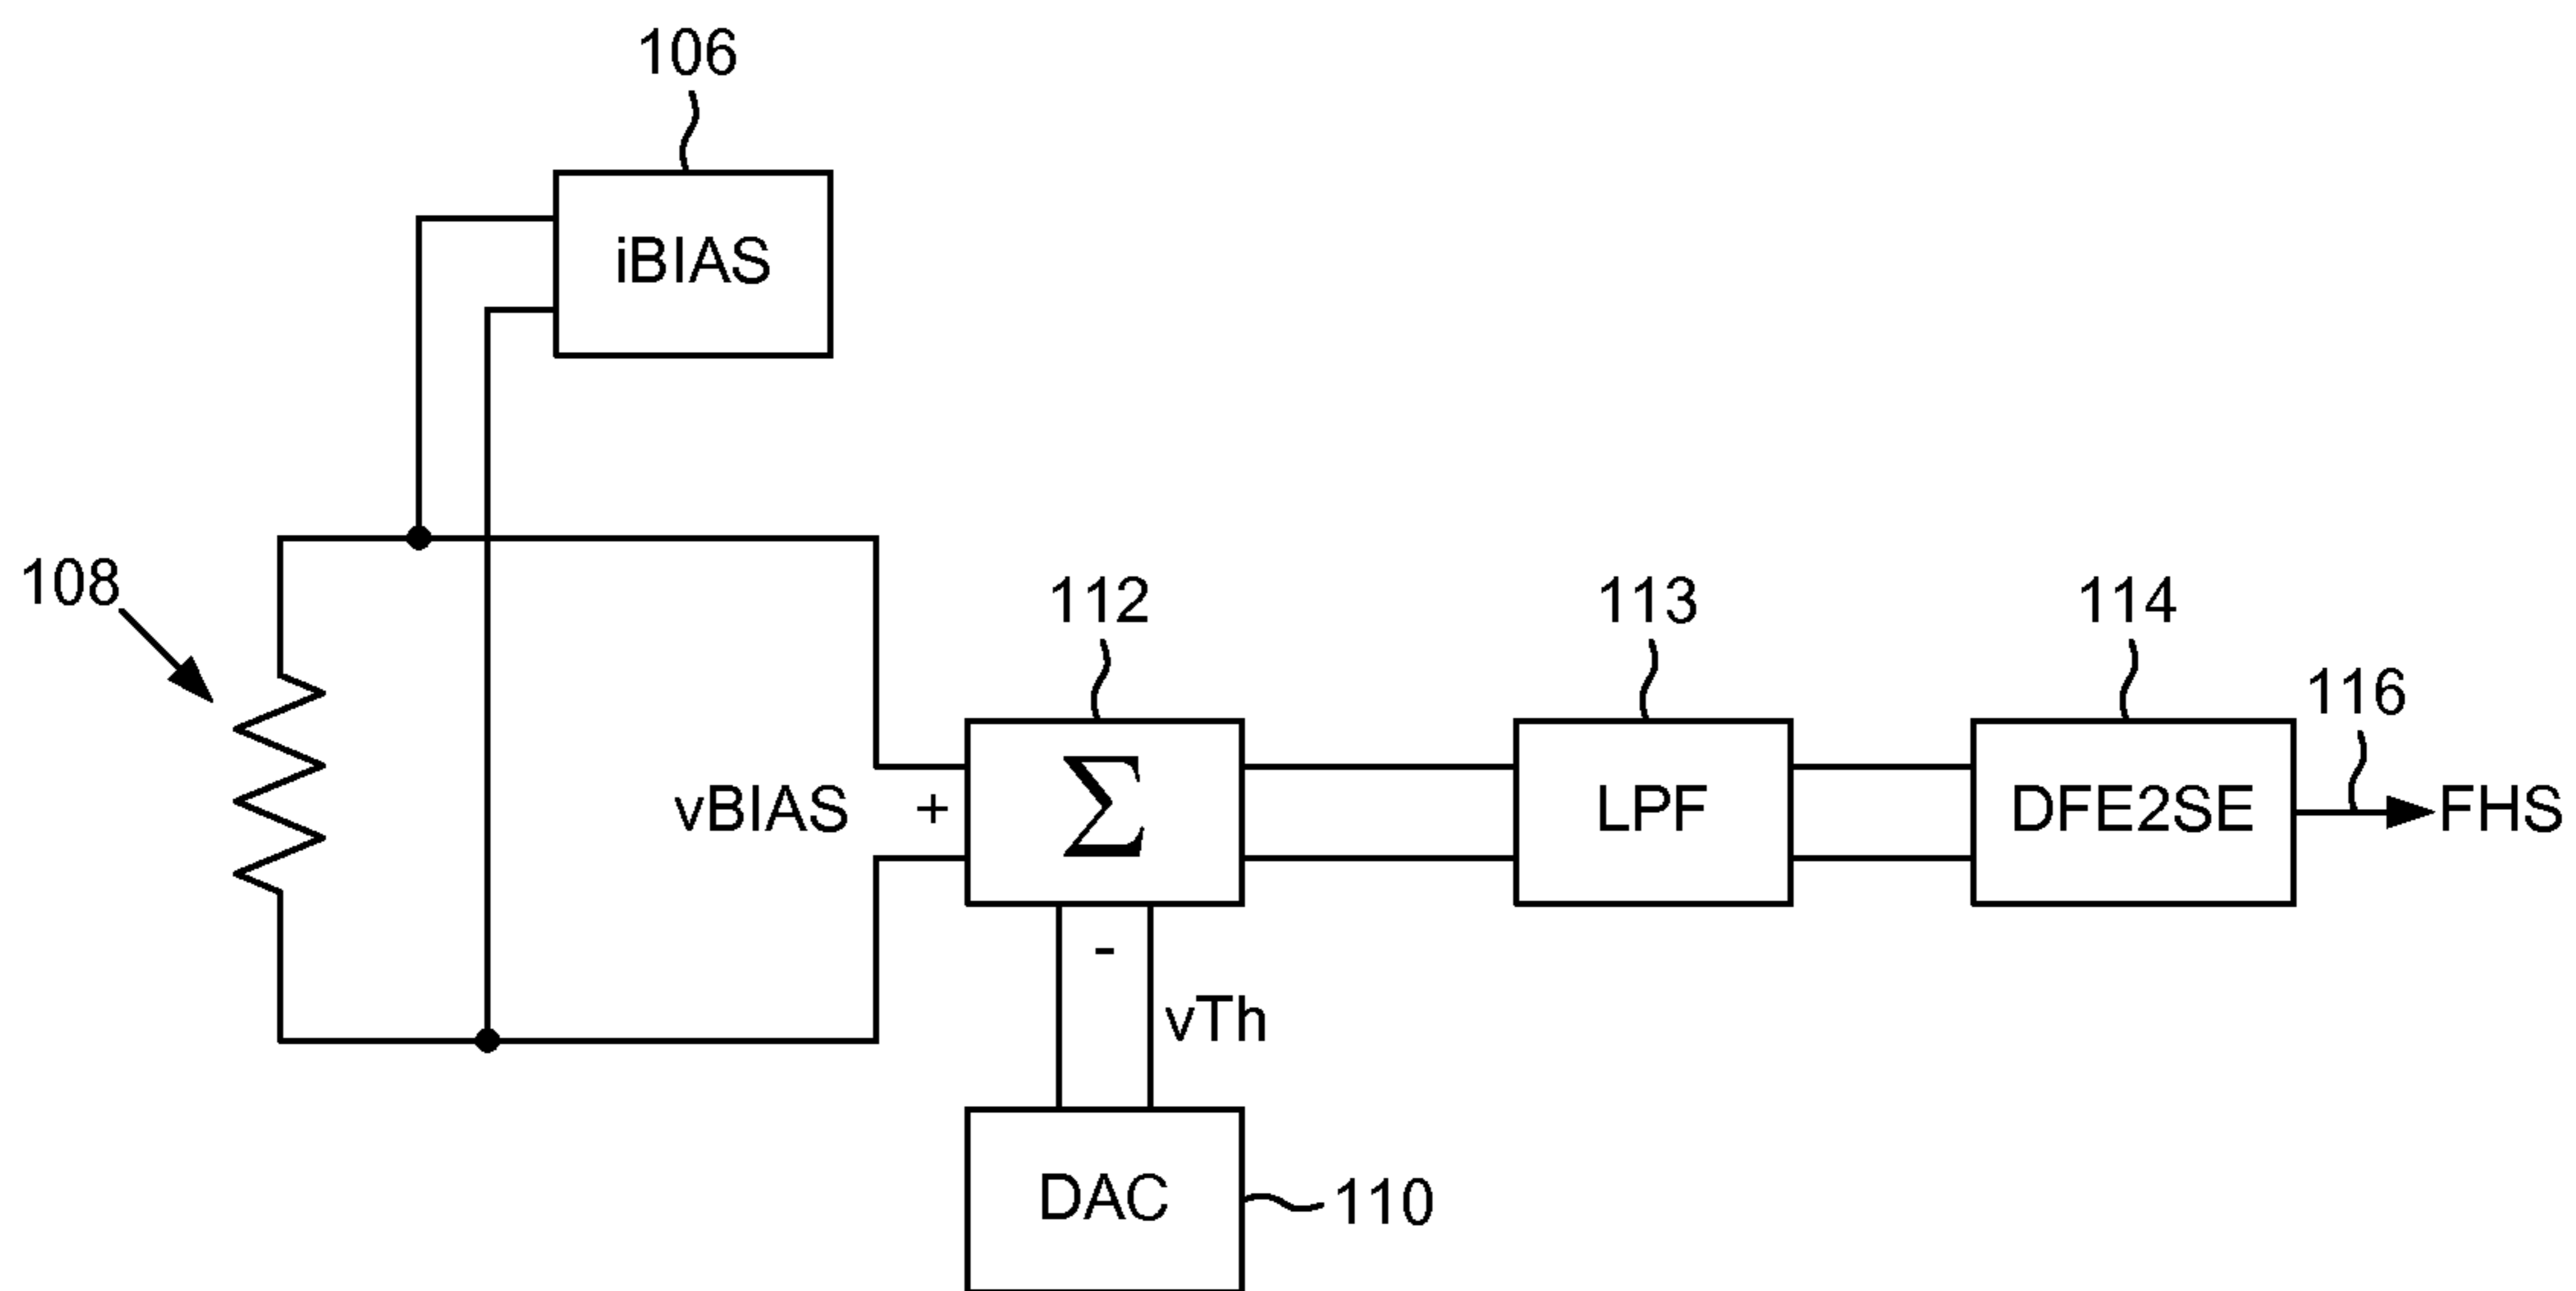 106
iBIAS
108
112
113
114
116
vBIAS
+
Σ
LPF
DFE2SE
FHS
-
vTh
DAC
110